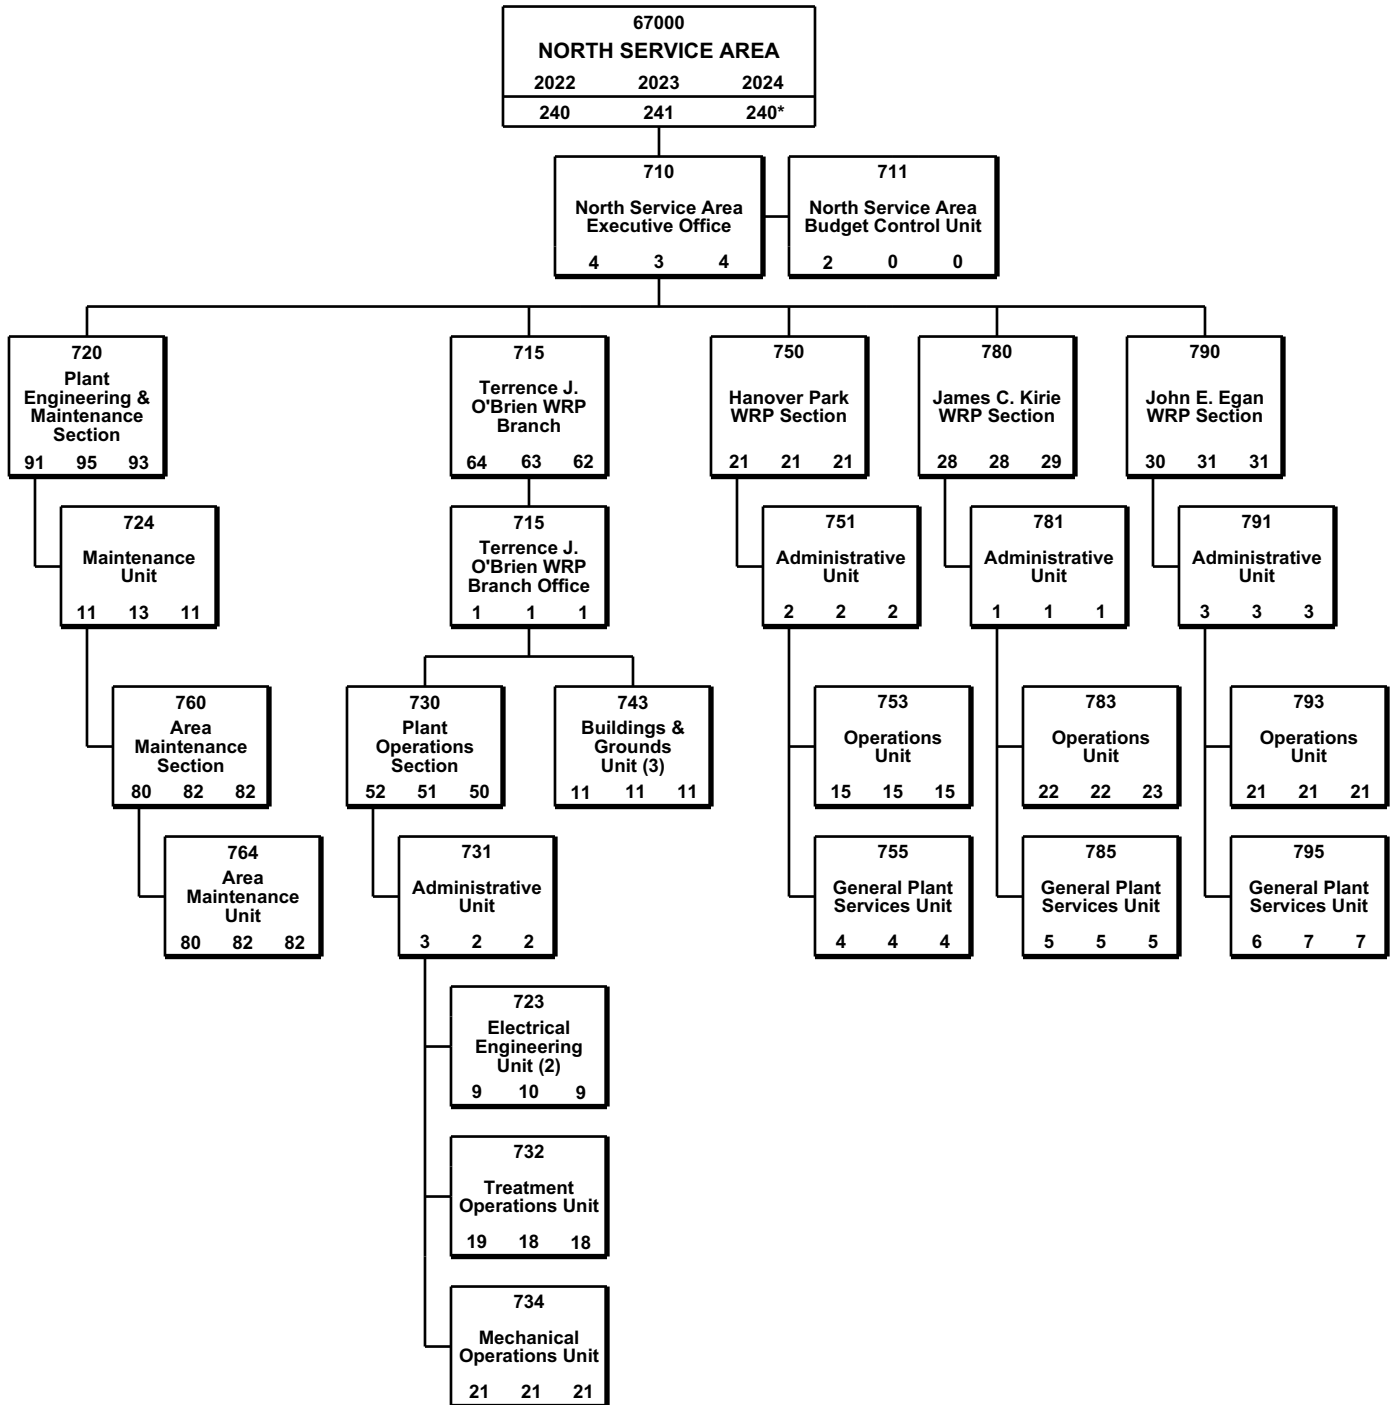 67000
NORTH SERVICE AREA
2022 2023 2024
240 241 240*
710
North Service Area
Executive Office
4 3 4
711
North Service Area
Budget Control Unit
2 0 0
720
Plant
Engineering &
Maintenance
Section
91 95 93
715
Terrence J.
O'Brien WRP
Branch
64 63 62
750
Hanover Park
WRP Section
21 21 21
780
James C. Kirie
WRP Section
28 28 29
790
John E. Egan
WRP Section
30 31 31
724
Maintenance
Unit
11 13 11
715
Terrence J.
O'Brien WRP
Branch Office
1 1 1
751
Administrative
Unit
2 2 2
781
Administrative
Unit
1 1 1
791
Administrative
Unit
3 3 3
760
Area
Maintenance
Section
80 82 82
730
Plant
Operations
Section
52 51 50
743
Buildings &
Grounds
Unit (3)
11 11 11
753
Operations
Unit
15 15 15
783
Operations
Unit
22 22 23
793
Operations
Unit
21 21 21
764
Area
Maintenance
Unit
80 82 82
731
Administrative
Unit
3 2 2
755
General Plant
Services Unit
4 4 4
785
General Plant
Services Unit
5 5 5
795
General Plant
Services Unit
6 7 7
723
Electrical
Engineering
Unit (2)
9 10 9
732
Treatment
Operations Unit
19 18 18
734
Mechanical
Operations Unit
21 21 21